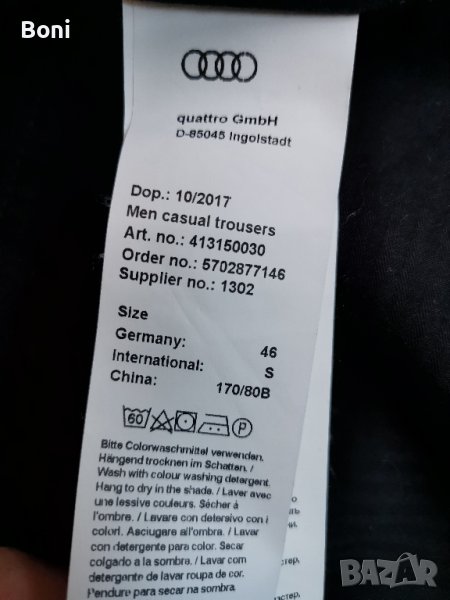 Boni
quattro GmbH
D-85045 Ingolstadt
Dop.: 10/2017
Men casual trousers
Art. no.: 413150030
Order no.: 5702877146
Supplier no.: 1302
Size
Germany: 46
International: S
China: 170/80B
60 P
Bitte Colorwaschmittel verwenden.
Hängend trocknen im Schatten. /
Wash with colour washing detergent.
Hang to dry in the shade. / Laver avec
une lessive couleurs. Sécher à
l'ombre. / Lavare con detersivo con i
colori. Asciugare all'ombra. / Lavar
con detergente para color. Secar
colgado a la sombra. / Lavar com
detergente de lavar roupa de cor.
Pendure para secar na sombra.
BAZAR